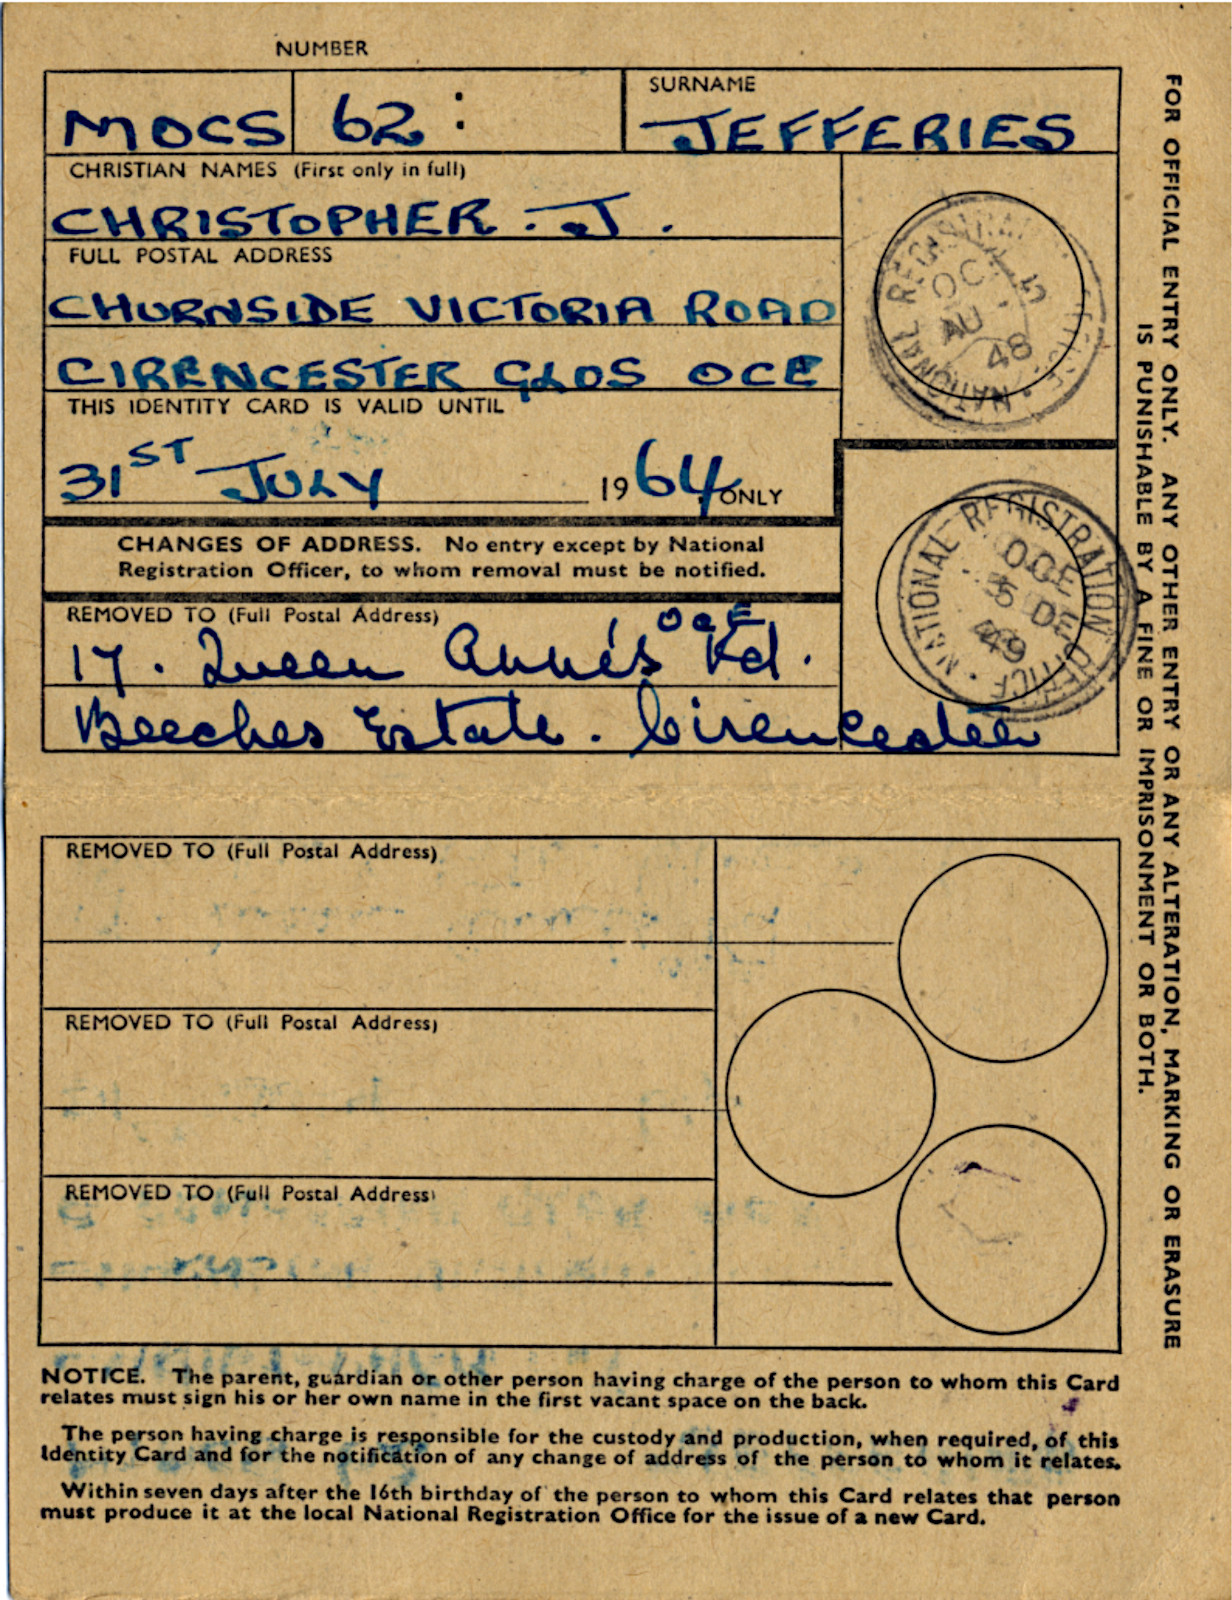 NUMBER
MOCS 62 :
SURNAME
JEFFERIES
CHRISTIAN NAMES (First only in full)
CHRISTOPHER . J .
FULL POSTAL ADDRESS
CHURNSIDE VICTORIA ROAD
CIRENCESTER GLOS OCE
THIS IDENTITY CARD IS VALID UNTIL
31ST JULY 1964 ONLY
CHANGES OF ADDRESS. No entry except by National
Registration Officer, to whom removal must be notified.
REMOVED TO (Full Postal Address)
OCE
17. Queen Anne's Rd.
Beeches Estate. Cirencester
NATIONAL REGISTRATION OFFICE
OC
AU
48
NATIONAL REGISTRATION OFFICE
OCE
DE
49
REMOVED TO (Full Postal Address)
REMOVED TO (Full Postal Address)
REMOVED TO (Full Postal Address)
NOTICE. The parent, guardian or other person having charge of the person to whom this Card
relates must sign his or her own name in the first vacant space on the back.
The person having charge is responsible for the custody and production, when required, of this
Identity Card and for the notification of any change of address of the person to whom it relates.
Within seven days after the 16th birthday of the person to whom this Card relates that person
must produce it at the local National Registration Office for the issue of a new Card.
FOR OFFICIAL ENTRY ONLY. ANY OTHER ENTRY OR ANY ALTERATION, MARKING OR ERASURE
IS PUNISHABLE BY A FINE OR IMPRISONMENT OR BOTH.